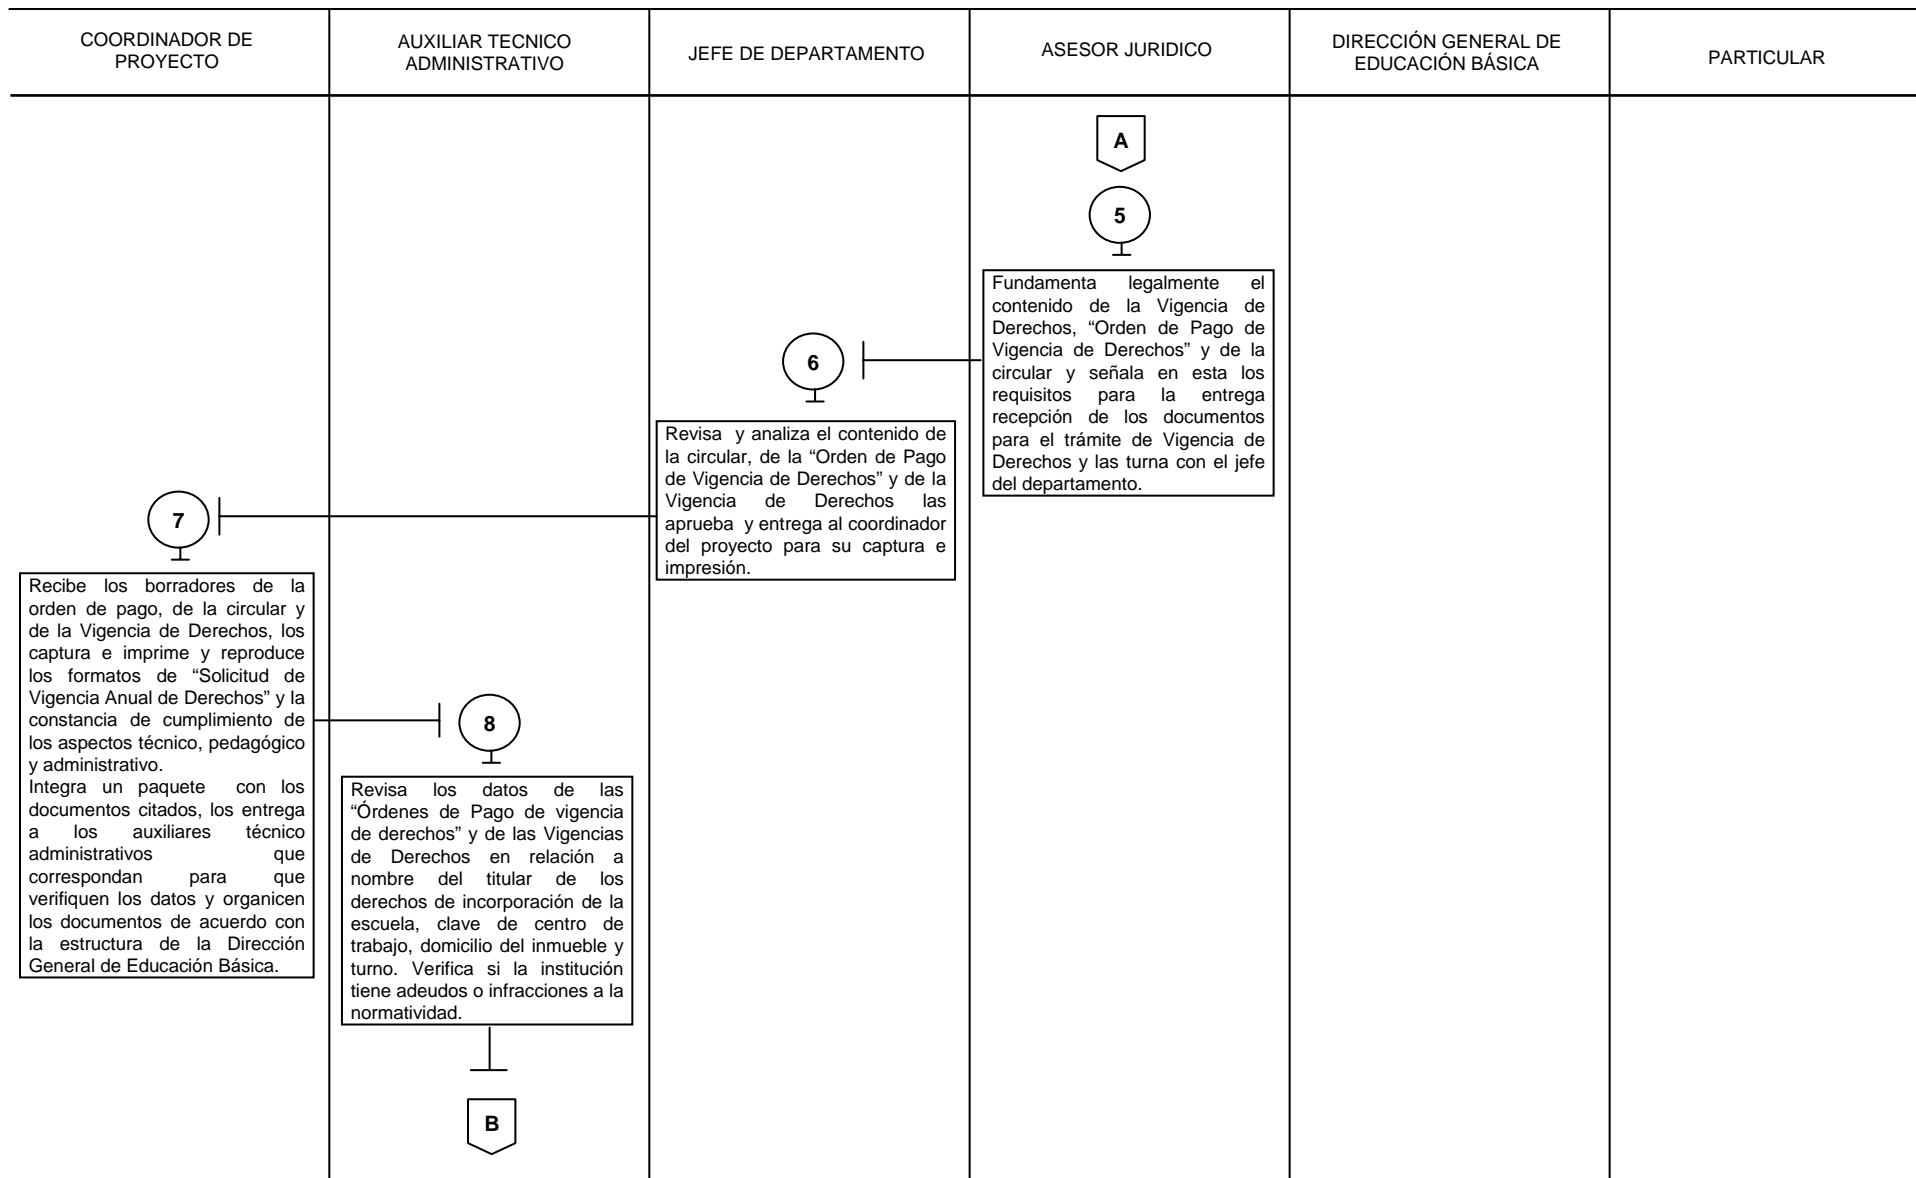 COORDINADOR DE
PROYECTO
AUXILIAR TECNICO
ADMINISTRATIVO
JEFE DE DEPARTAMENTO
ASESOR JURIDICO
DIRECCIÓN GENERAL DE
EDUCACIÓN BÁSICA
PARTICULAR
A
5
Fundamenta legalmente el
contenido de la Vigencia de
Derechos, “Orden de Pago de
Vigencia de Derechos” y de la
circular y señala en esta los
requisitos para la entrega
recepción de los documentos
para el trámite de Vigencia de
Derechos y las turna con el jefe
del departamento.
6
Revisa y analiza el contenido de
la circular, de la “Orden de Pago
de Vigencia de Derechos” y de la
Vigencia de Derechos las
aprueba y entrega al coordinador
del proyecto para su captura e
impresión.
7
Recibe los borradores de la
orden de pago, de la circular y
de la Vigencia de Derechos, los
captura e imprime y reproduce
los formatos de “Solicitud de
Vigencia Anual de Derechos” y la
constancia de cumplimiento de
los aspectos técnico, pedagógico
y administrativo.
Integra un paquete con los
documentos citados, los entrega
a los auxiliares técnico
administrativos que
correspondan para que
verifiquen los datos y organicen
los documentos de acuerdo con
la estructura de la Dirección
General de Educación Básica.
8
Revisa los datos de las
“Órdenes de Pago de vigencia
de derechos” y de las Vigencias
de Derechos en relación a
nombre del titular de los
derechos de incorporación de la
escuela, clave de centro de
trabajo, domicilio del inmueble y
turno. Verifica si la institución
tiene adeudos o infracciones a la
normatividad.
B